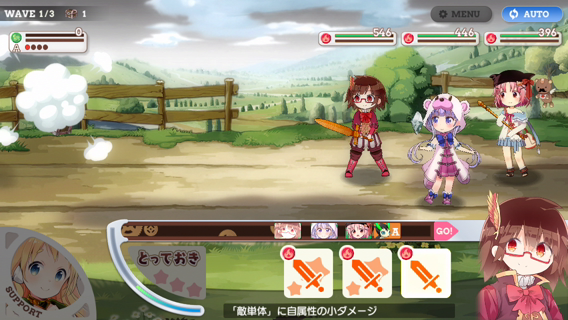 WAVE 1/3
1
MENU
AUTO
0
A
546
446
396
A
GO!
とっておき
SUPPORT
「敵単体」に自属性の小ダメージ